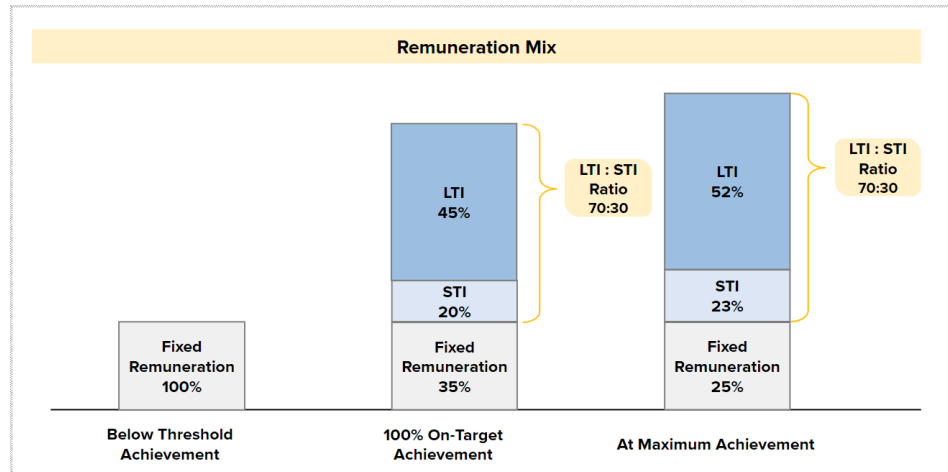 Remuneration Mix
LTI
45%
LTI : STI
Ratio
70:30
LTI
52%
LTI : STI
Ratio
70:30
STI
20%
STI
23%
Fixed
Remuneration
100%
Fixed
Remuneration
35%
Fixed
Remuneration
25%
Below Threshold
Achievement
100% On-Target
Achievement
At Maximum Achievement